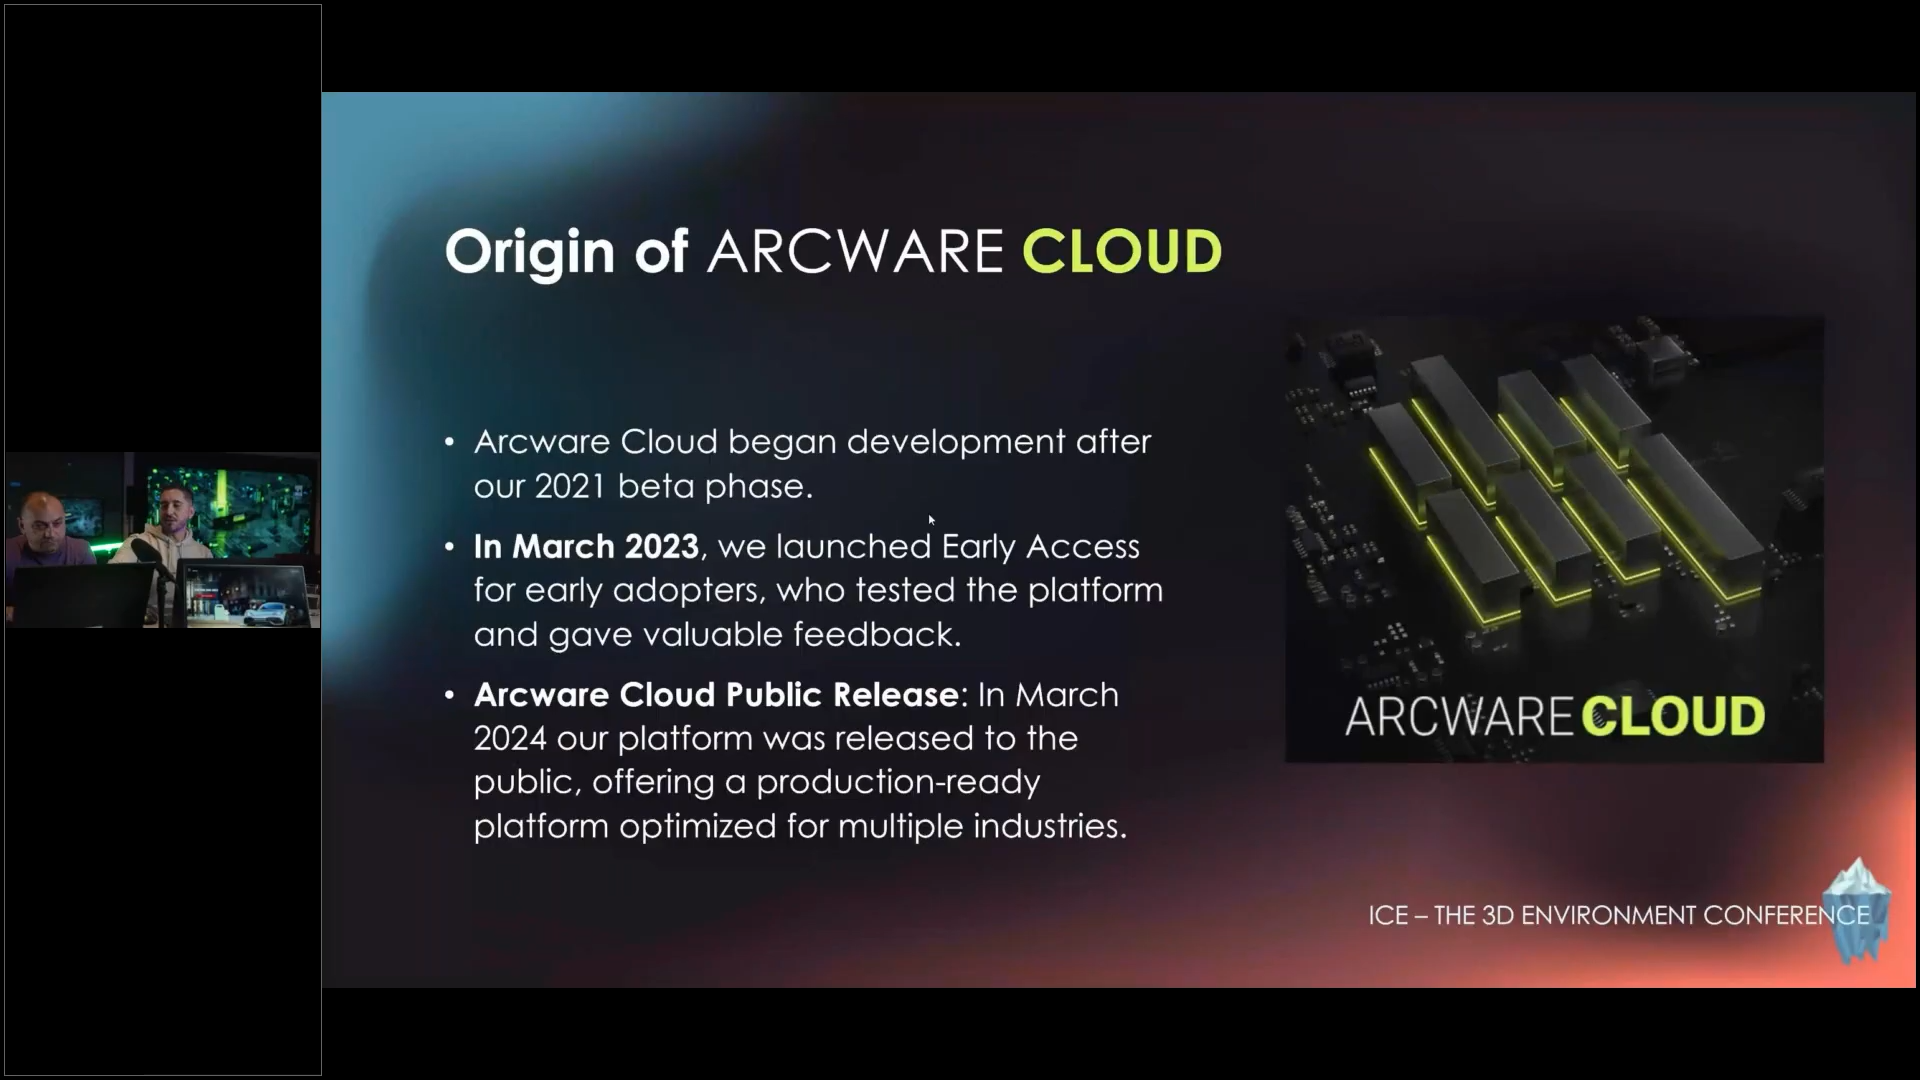 Origin of ARCWARE CLOUD
• Arcware Cloud began development after
our 2021 beta phase.
• In March 2023, we launched Early Access
for early adopters, who tested the platform
and gave valuable feedback.
• Arcware Cloud Public Release: In March
2024 our platform was released to the
public, offering a production-ready
platform optimized for multiple industries.
ARCWARE CLOUD
ICE – THE 3D ENVIRONMENT CONFERENCE